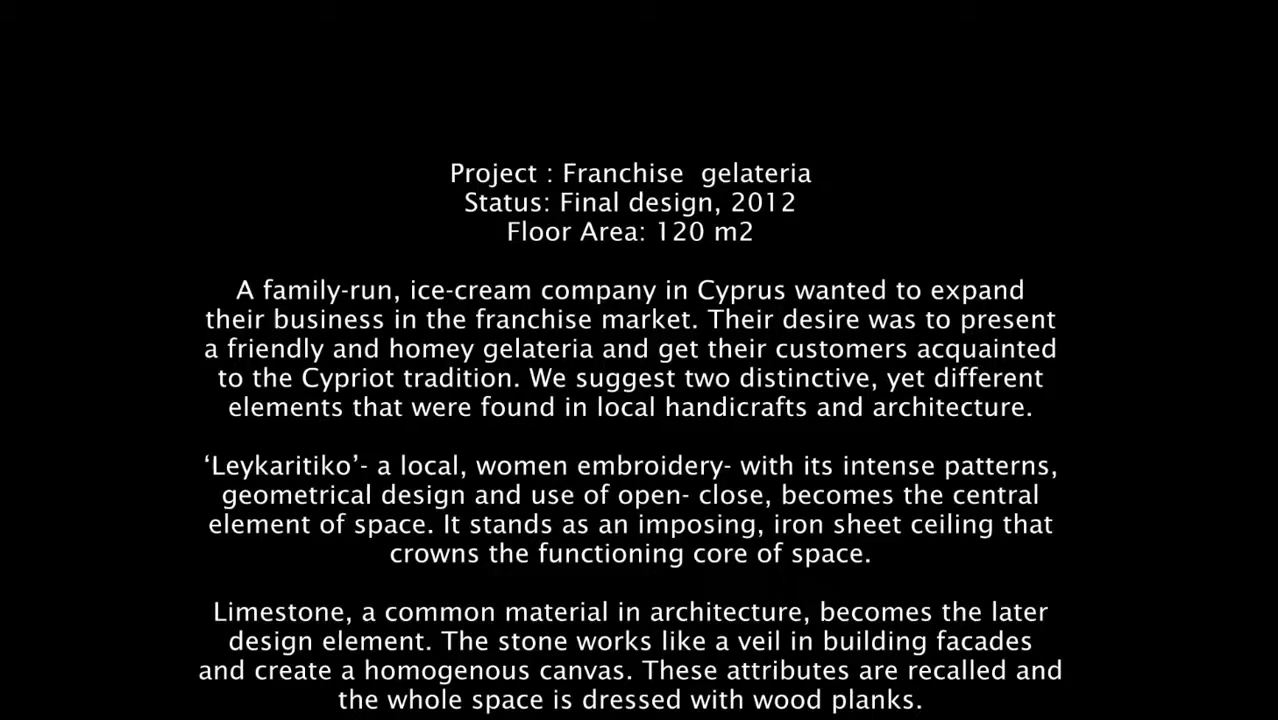 Project : Franchise  gelateria
Status: Final design, 2012
Floor Area: 120 m2
A family-run, ice-cream company in Cyprus wanted to expand
their business in the franchise market. Their desire was to present
a friendly and homey gelateria and get their customers acquainted
to the Cypriot tradition. We suggest two distinctive, yet different
elements that were found in local handicrafts and architecture.
‘Leykaritiko’- a local, women embroidery- with its intense patterns,
geometrical design and use of open- close, becomes the central
element of space. It stands as an imposing, iron sheet ceiling that
crowns the functioning core of space.
Limestone, a common material in architecture, becomes the later
design element. The stone works like a veil in building facades
and create a homogenous canvas. These attributes are recalled and
the whole space is dressed with wood planks.